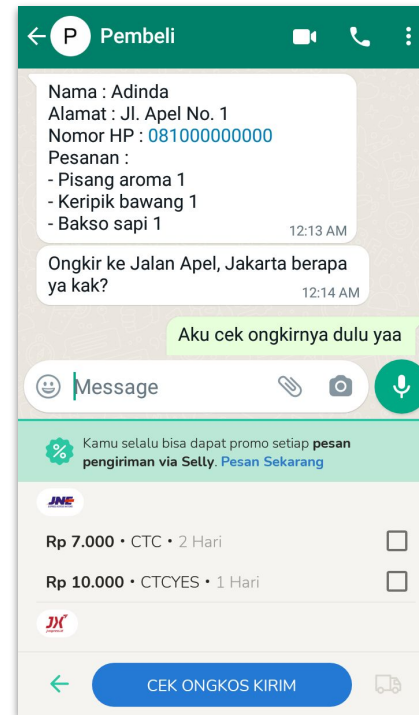 P Pembeli
Nama : Adinda
Alamat : Jl. Apel No. 1
Nomor HP : 081000000000
Pesanan :
- Pisang aroma 1
- Keripik bawang 1
- Bakso sapi 1
12:13 AM
Ongkir ke Jalan Apel, Jakarta berapa
ya kak?
12:14 AM
Aku cek ongkirnya dulu yaa
Message
% Kamu selalu bisa dapat promo setiap pesan
pengiriman via Selly. Pesan Sekarang
JNE
Rp 7.000 • CTC • 2 Hari
Rp 10.000 • CTCYES • 1 Hari
JX
CEK ONGKOS KIRIM